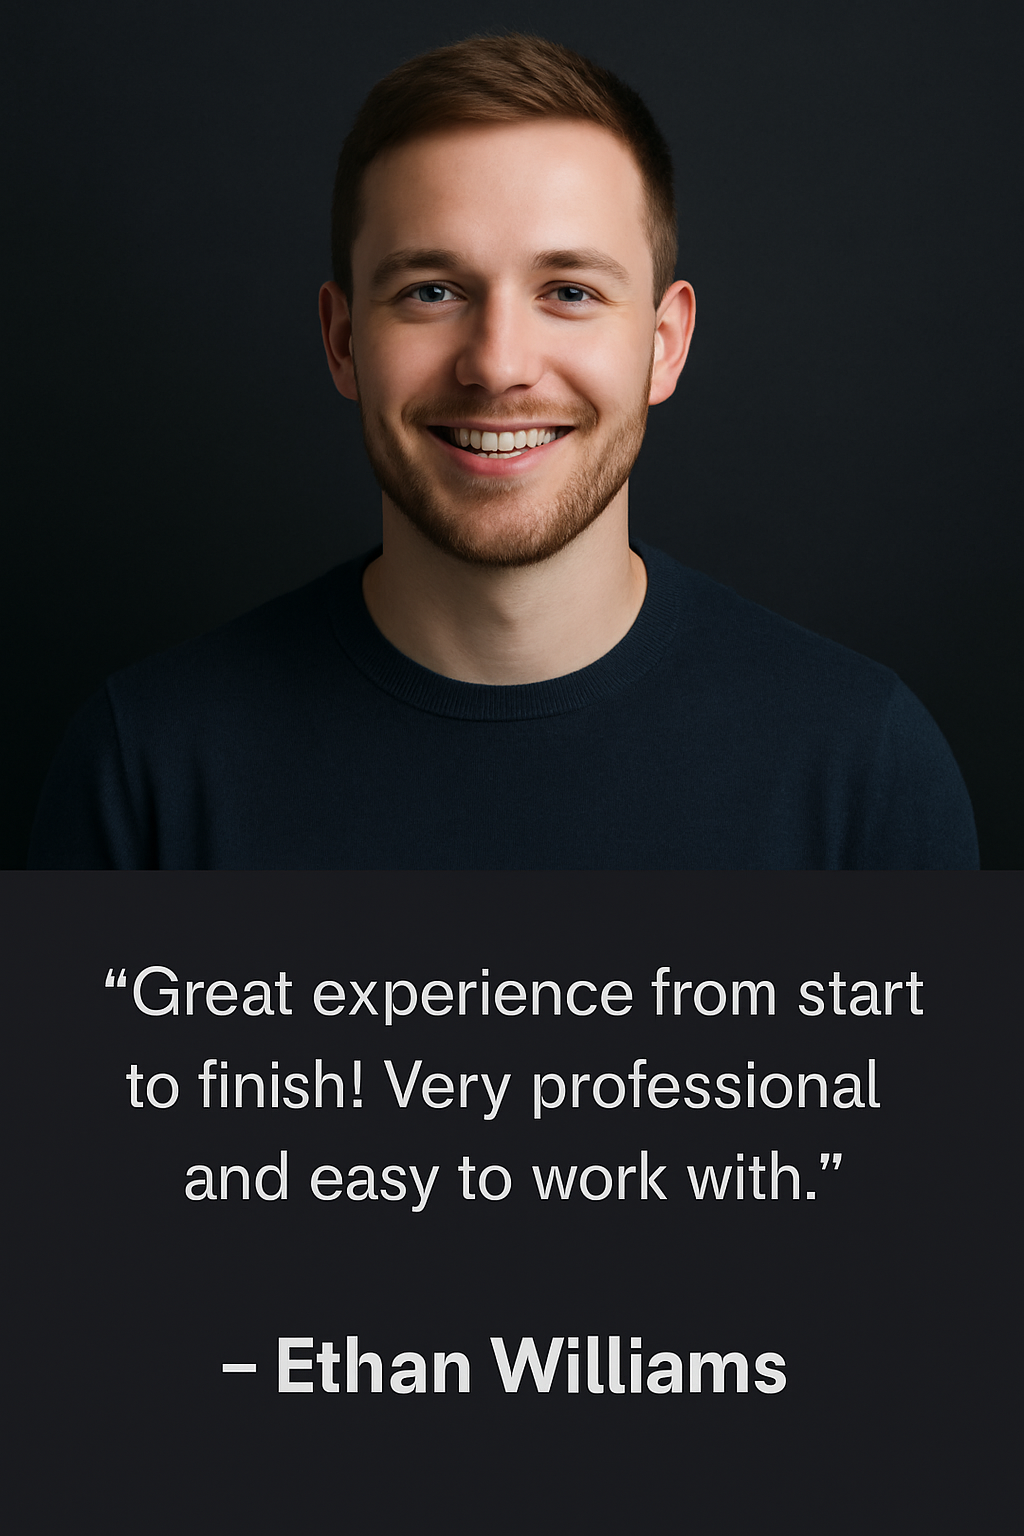 “Great experience from start
to finish! Very professional
and easy to work with.”
– Ethan Williams